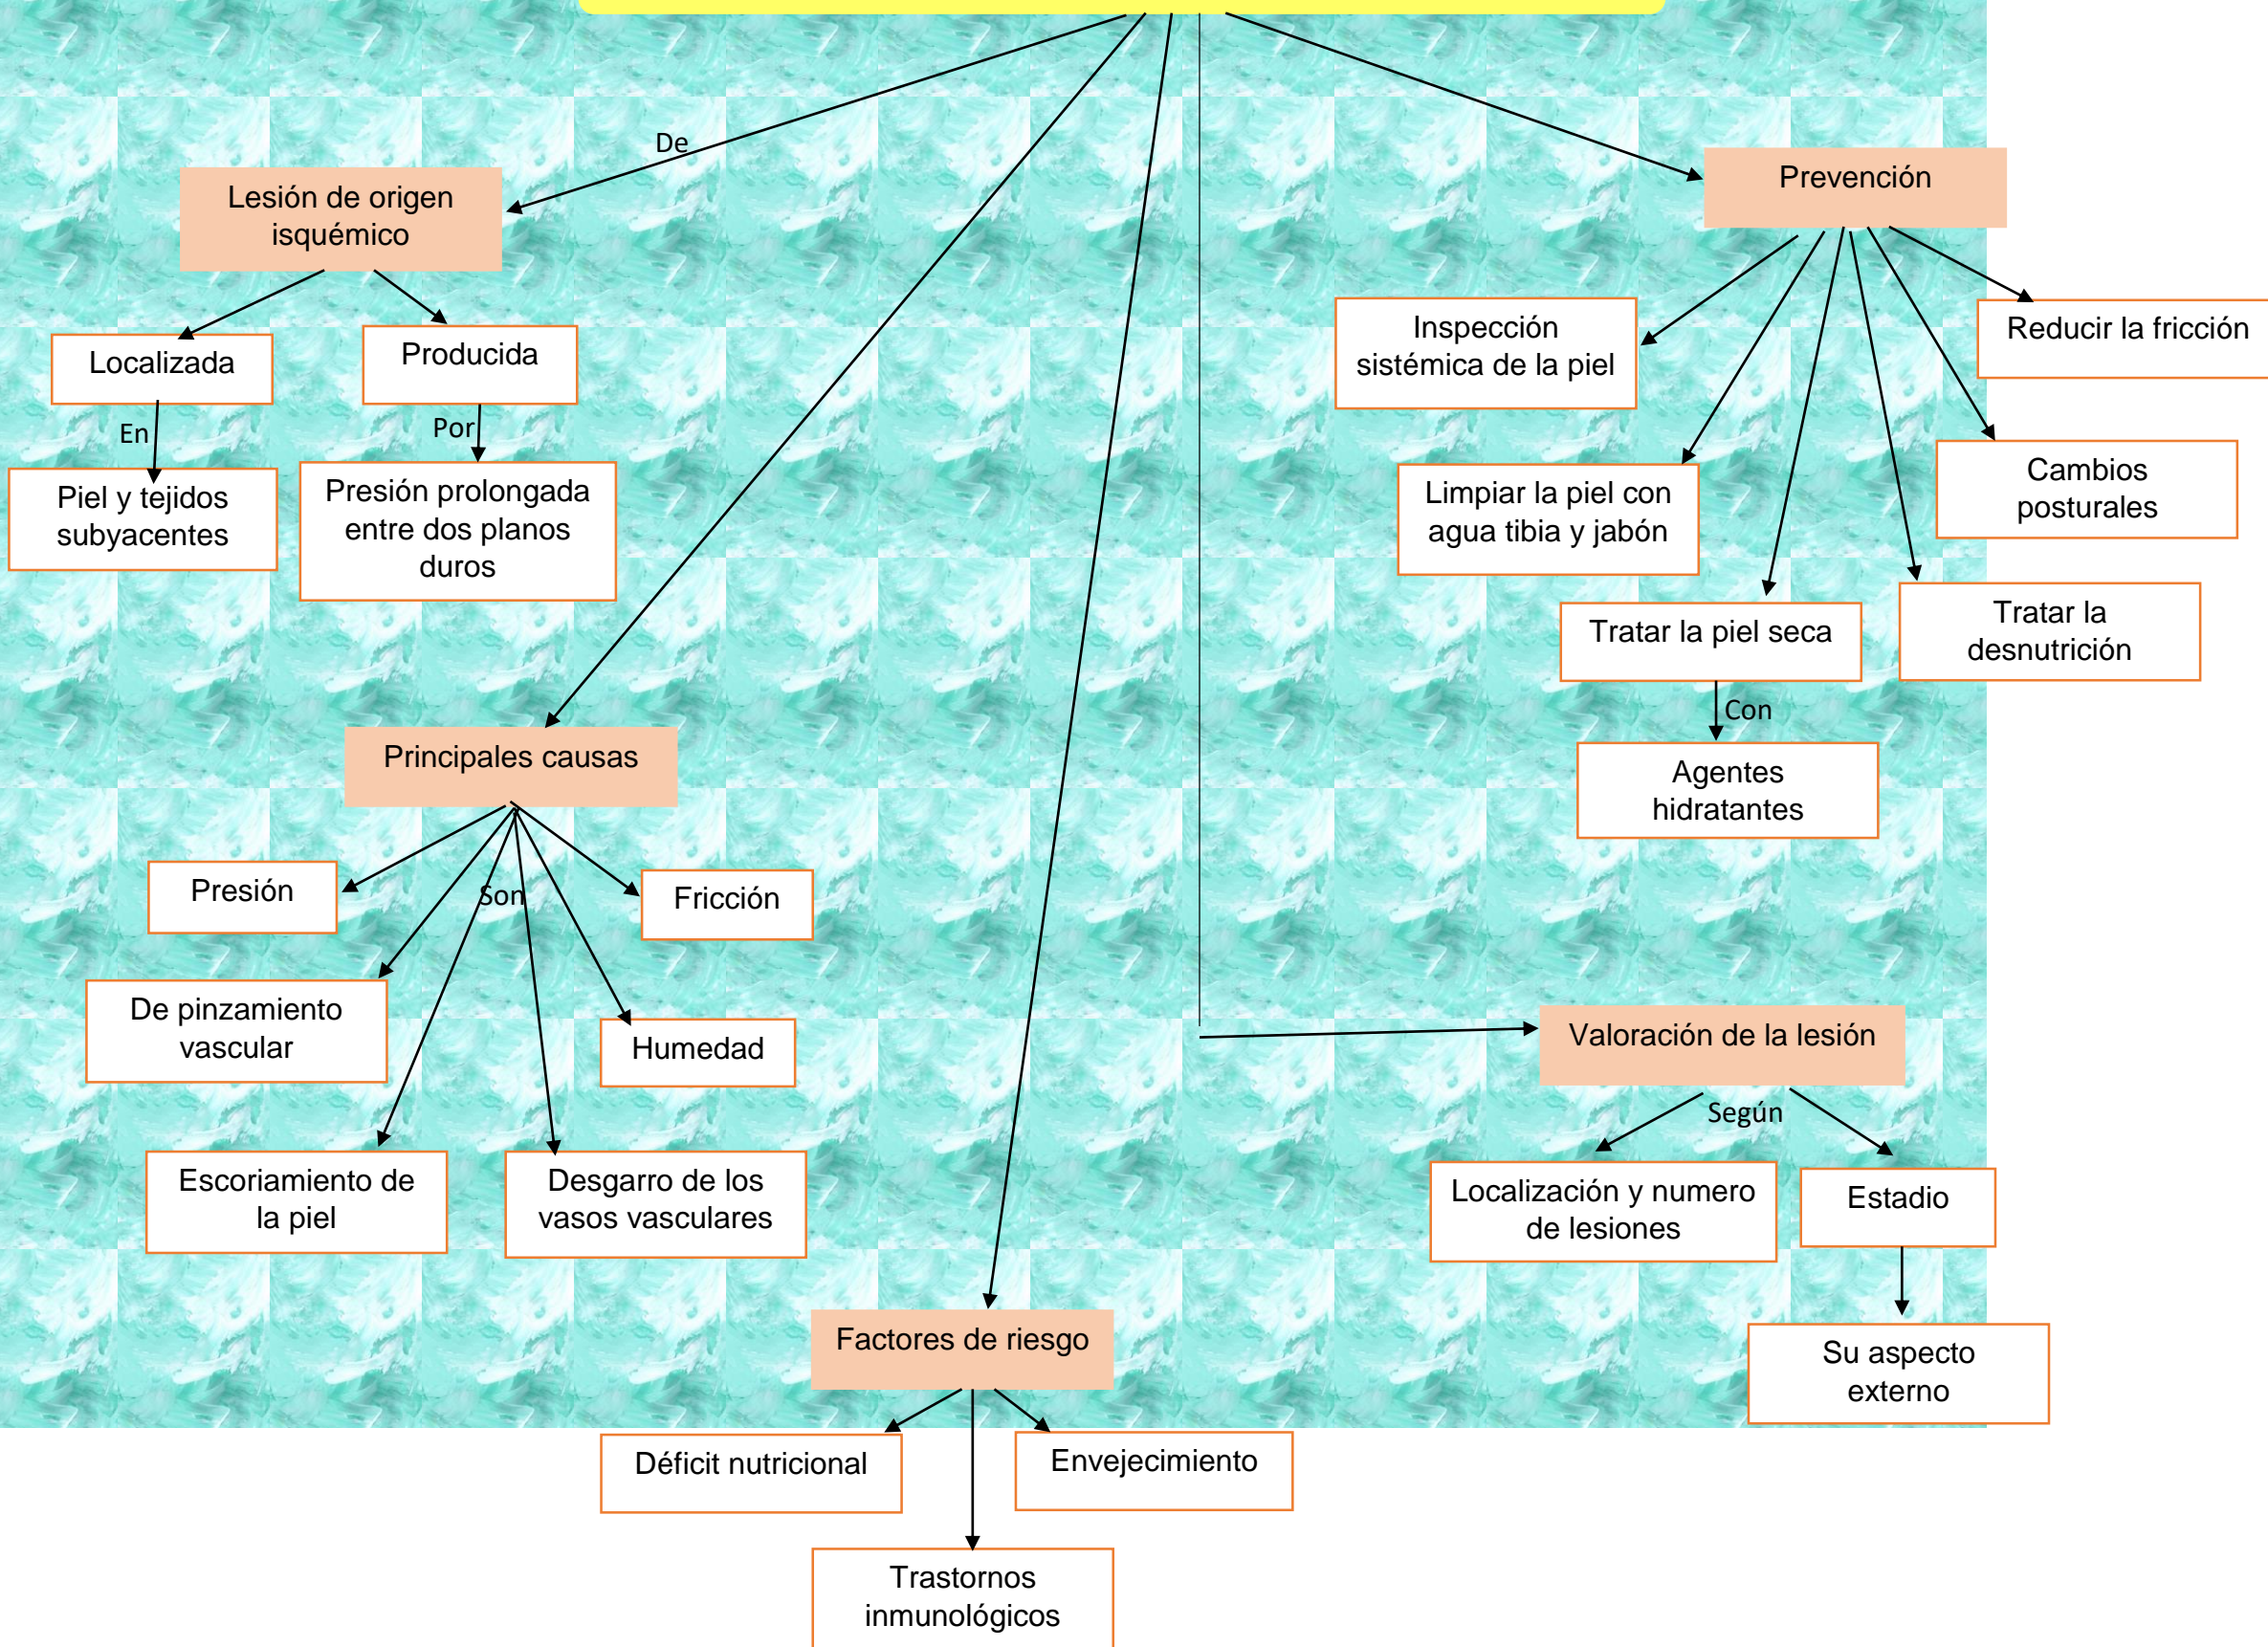 De
Lesión de origen
isquémico
Localizada
Producida
En
Por
Piel y tejidos
subyacentes
Presión prolongada
entre dos planos
duros
Prevención
Inspección
sistémica de la piel
Reducir la fricción
Limpiar la piel con
agua tibia y jabón
Cambios
posturales
Tratar la piel seca
Tratar la
desnutrición
Con
Agentes
hidratantes
Principales causas
Son
Presión
Fricción
De pinzamiento
vascular
Humedad
Escoriamiento de
la piel
Desgarro de los
vasos vasculares
Valoración de la lesión
Según
Localización y numero
de lesiones
Estadio
Su aspecto
externo
Factores de riesgo
Déficit nutricional
Envejecimiento
Trastornos
inmunológicos